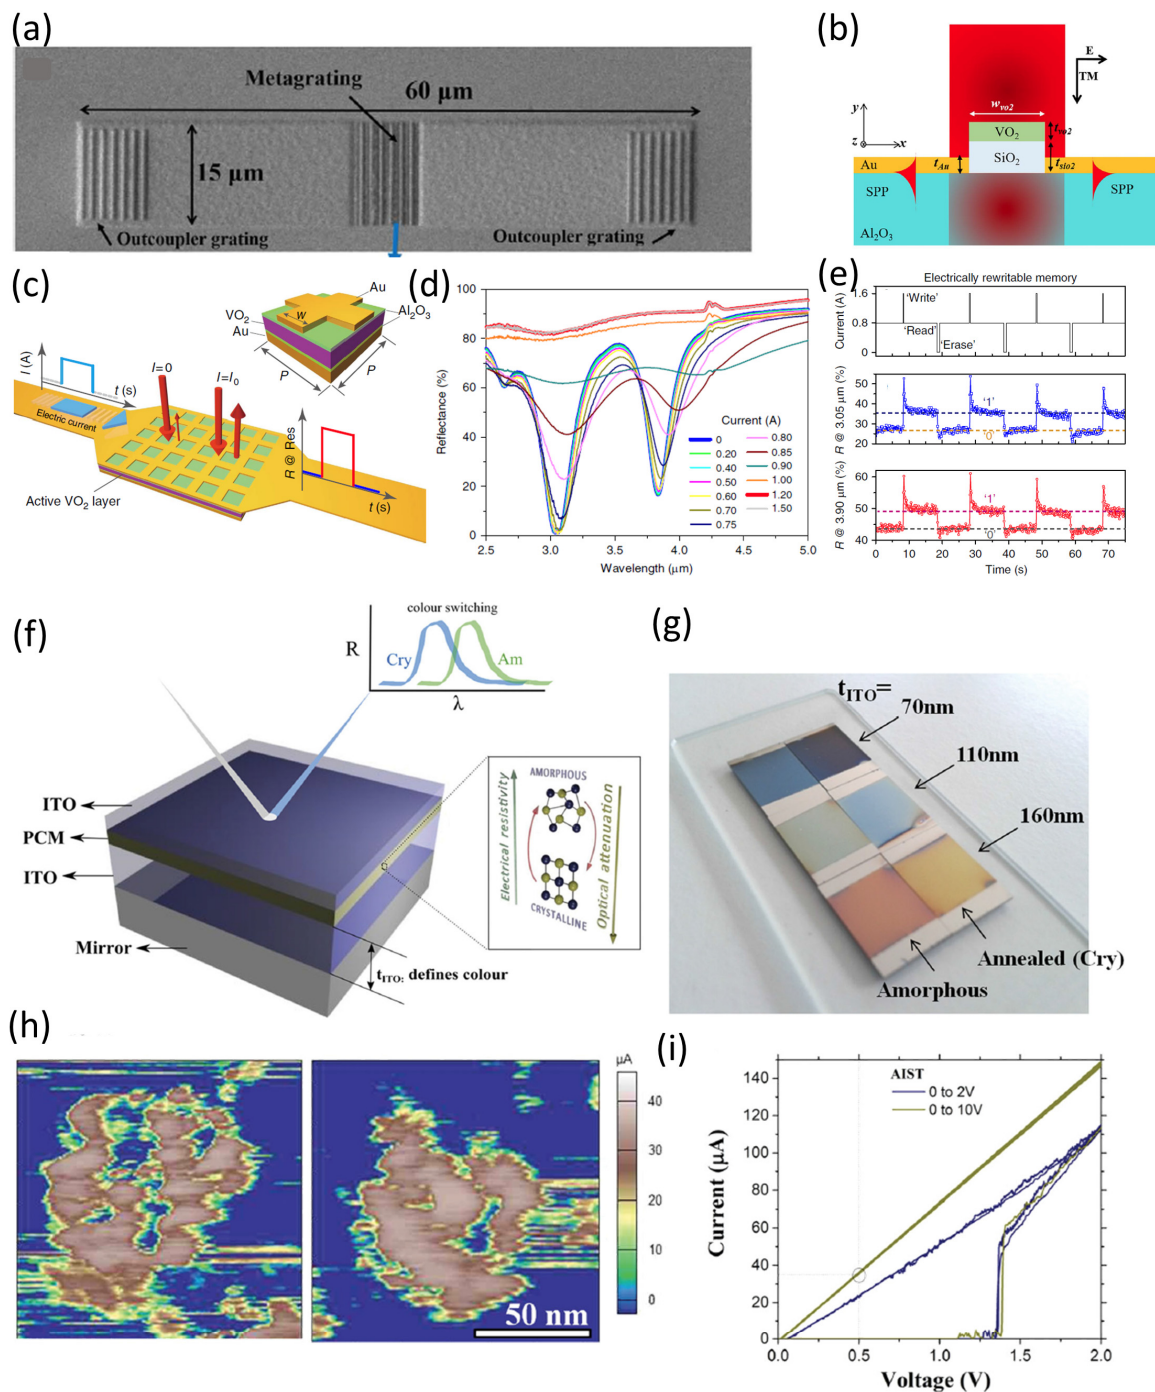 (a)
Metagrating
60 μm
15 μm
Outcoupler grating
Outcoupler grating
(b)
E
TM
y
z
x
w_vo2
VO₂
t_vo2
SiO₂
t_sio2
Au
t_Au
SPP
SPP
Al₂O₃
(c)
Au
VO₂
Al₂O₃
Au
w
P
P
I (A)
t (s)
I=0
I=I₀
Electric current
R @ Res
t (s)
Active VO₂ layer
(d)
100
80
60
40
20
0
Reflectance (%)
2.5 3.0 3.5 4.0 4.5 5.0
Wavelength (μm)
Current (A)
0 0.80
0.20 0.85
0.40 0.90
0.50 1.00
0.60 1.20
0.70 1.50
0.75
(e)
Electrically rewritable memory
Current (A)
1.6
0.8
0
'Write'
'Read'
'Erase'
R @ 3.05 μm (%)
50
40
30
20
'1'
'0'
R @ 3.90 μm (%)
60
50
40
'1'
'0'
0 10 20 30 40 50 60 70
Time (s)
(f)
colour switching
R
Cry
Am
λ
ITO
PCM
ITO
Mirror
t_ITO: defines colour
Electrical resistivity
AMORPHOUS
CRYSTALLINE
Optical attenuation
(g)
t_ITO=
70nm
110nm
160nm
Annealed (Cry)
Amorphous
(h)
μA
40
30
20
10
0
50 nm
(i)
AIST
0 to 2V
0 to 10V
140
120
100
80
60
40
20
0
Current (μA)
0.0 0.5 1.0 1.5 2.0
Voltage (V)